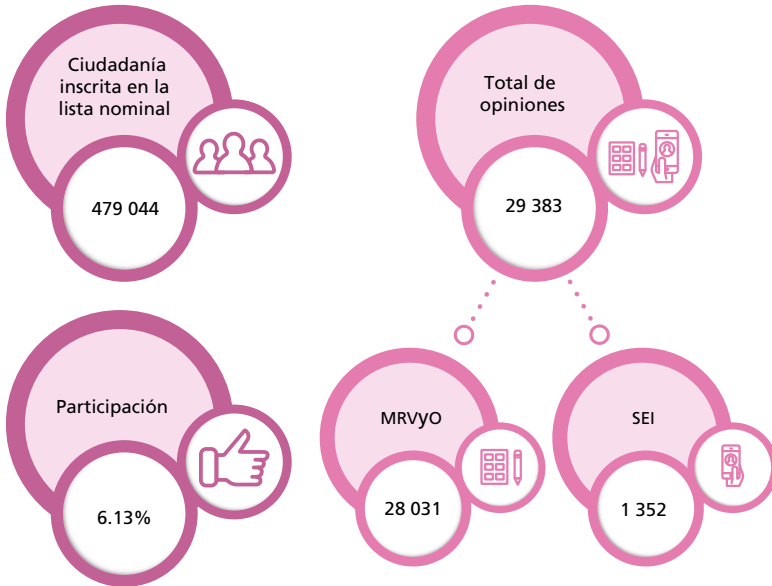 Ciudadanía
inscrita en la
lista nominal
479 044
Total de
opiniones
29 383
Participación
6.13%
MRVyO
28 031
SEI
1 352